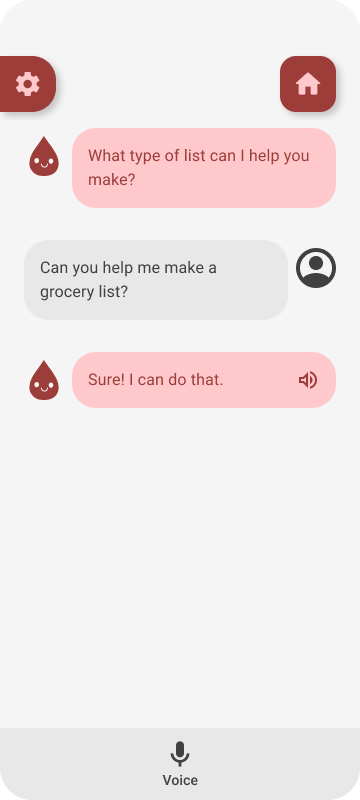 What type of list can I help you
make?
Can you help me make a
grocery list?
Sure! I can do that.
Voice